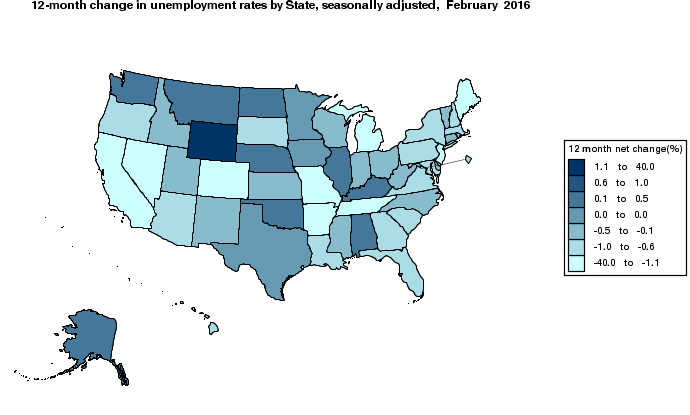 12-month change in unemployment rates by State, seasonally adjusted, February 2016
12 month net change(%)
1.1 to 40.0
0.6 to 1.0
0.1 to 0.5
0.0 to 0.0
-0.5 to -0.1
-1.0 to -0.6
-40.0 to -1.1